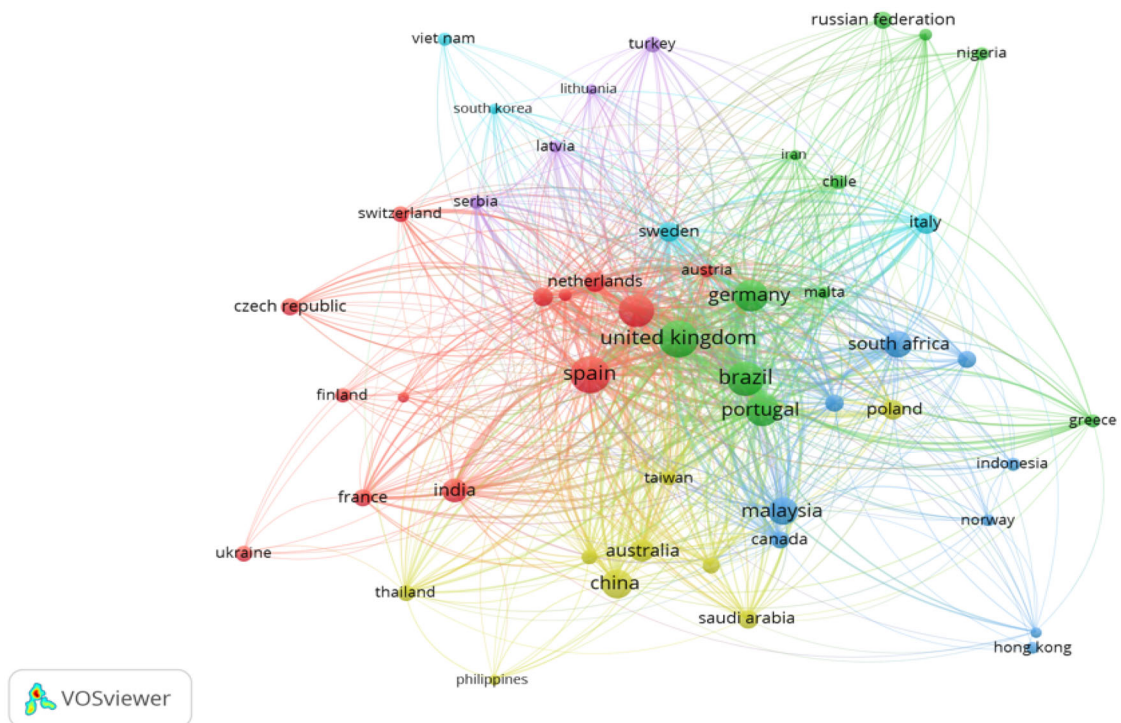 russian federation
viet nam
turkey
nigeria
lithuania
south korea
latvia
iran
chile
serbia
switzerland
italy
sweden
austria
netherlands
germany
malta
czech republic
united kingdom
south africa
spain
brazil
finland
portugal
poland
greece
indonesia
taiwan
india
france
malaysia
norway
canada
australia
ukraine
china
thailand
saudi arabia
hong kong
philippines
VOSviewer